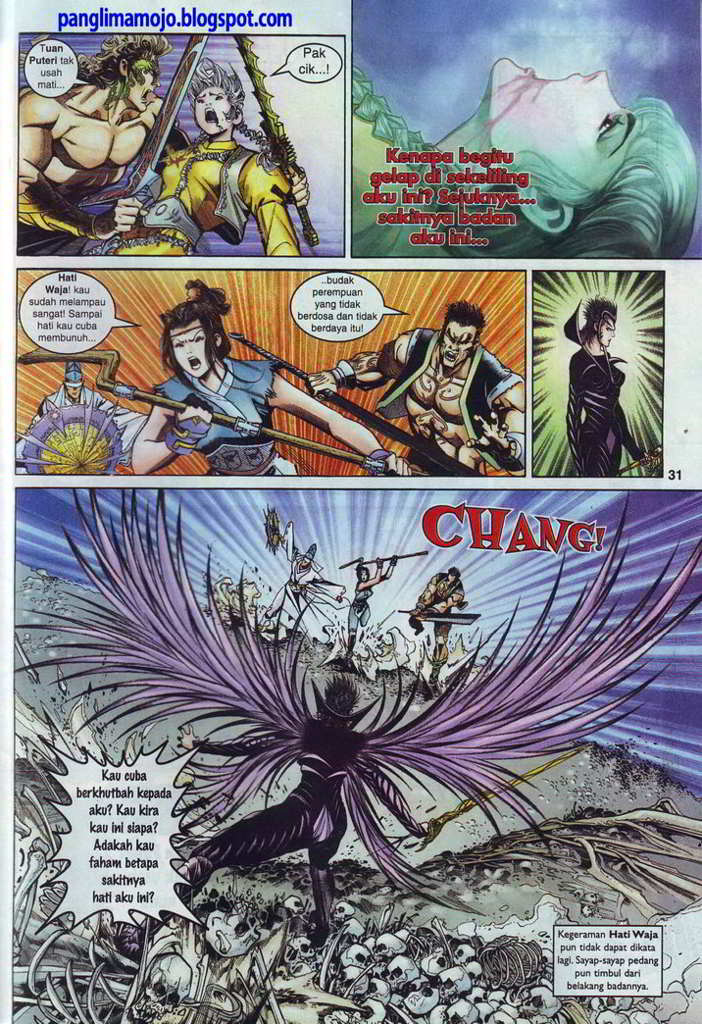 panglimamojo.blogspot.com
Tuan
Puteri tak
usah
mati...
Pak
cik...!
Kenapa begitu
gelap di sekeliling
aku ini? Sejuknya...
sakitnya badan
aku ini...
Hati
Waja! kau
sudah melampau
sangat! Sampai
hati kau cuba
membunuh...
..budak
perempuan
yang tidak
berdosa dan tidak
berdaya itu!
31
CHANG!
Kau cuba
berkhutbah kepada
aku? Kau kira
kau ini siapa?
Adakah kau
faham betapa
sakitnya
hati aku ini?
Kegeraman Hati Waja
pun tidak dapat dikata
lagi. Sayap-sayap pedang
pun timbul dari
belakang badannya.